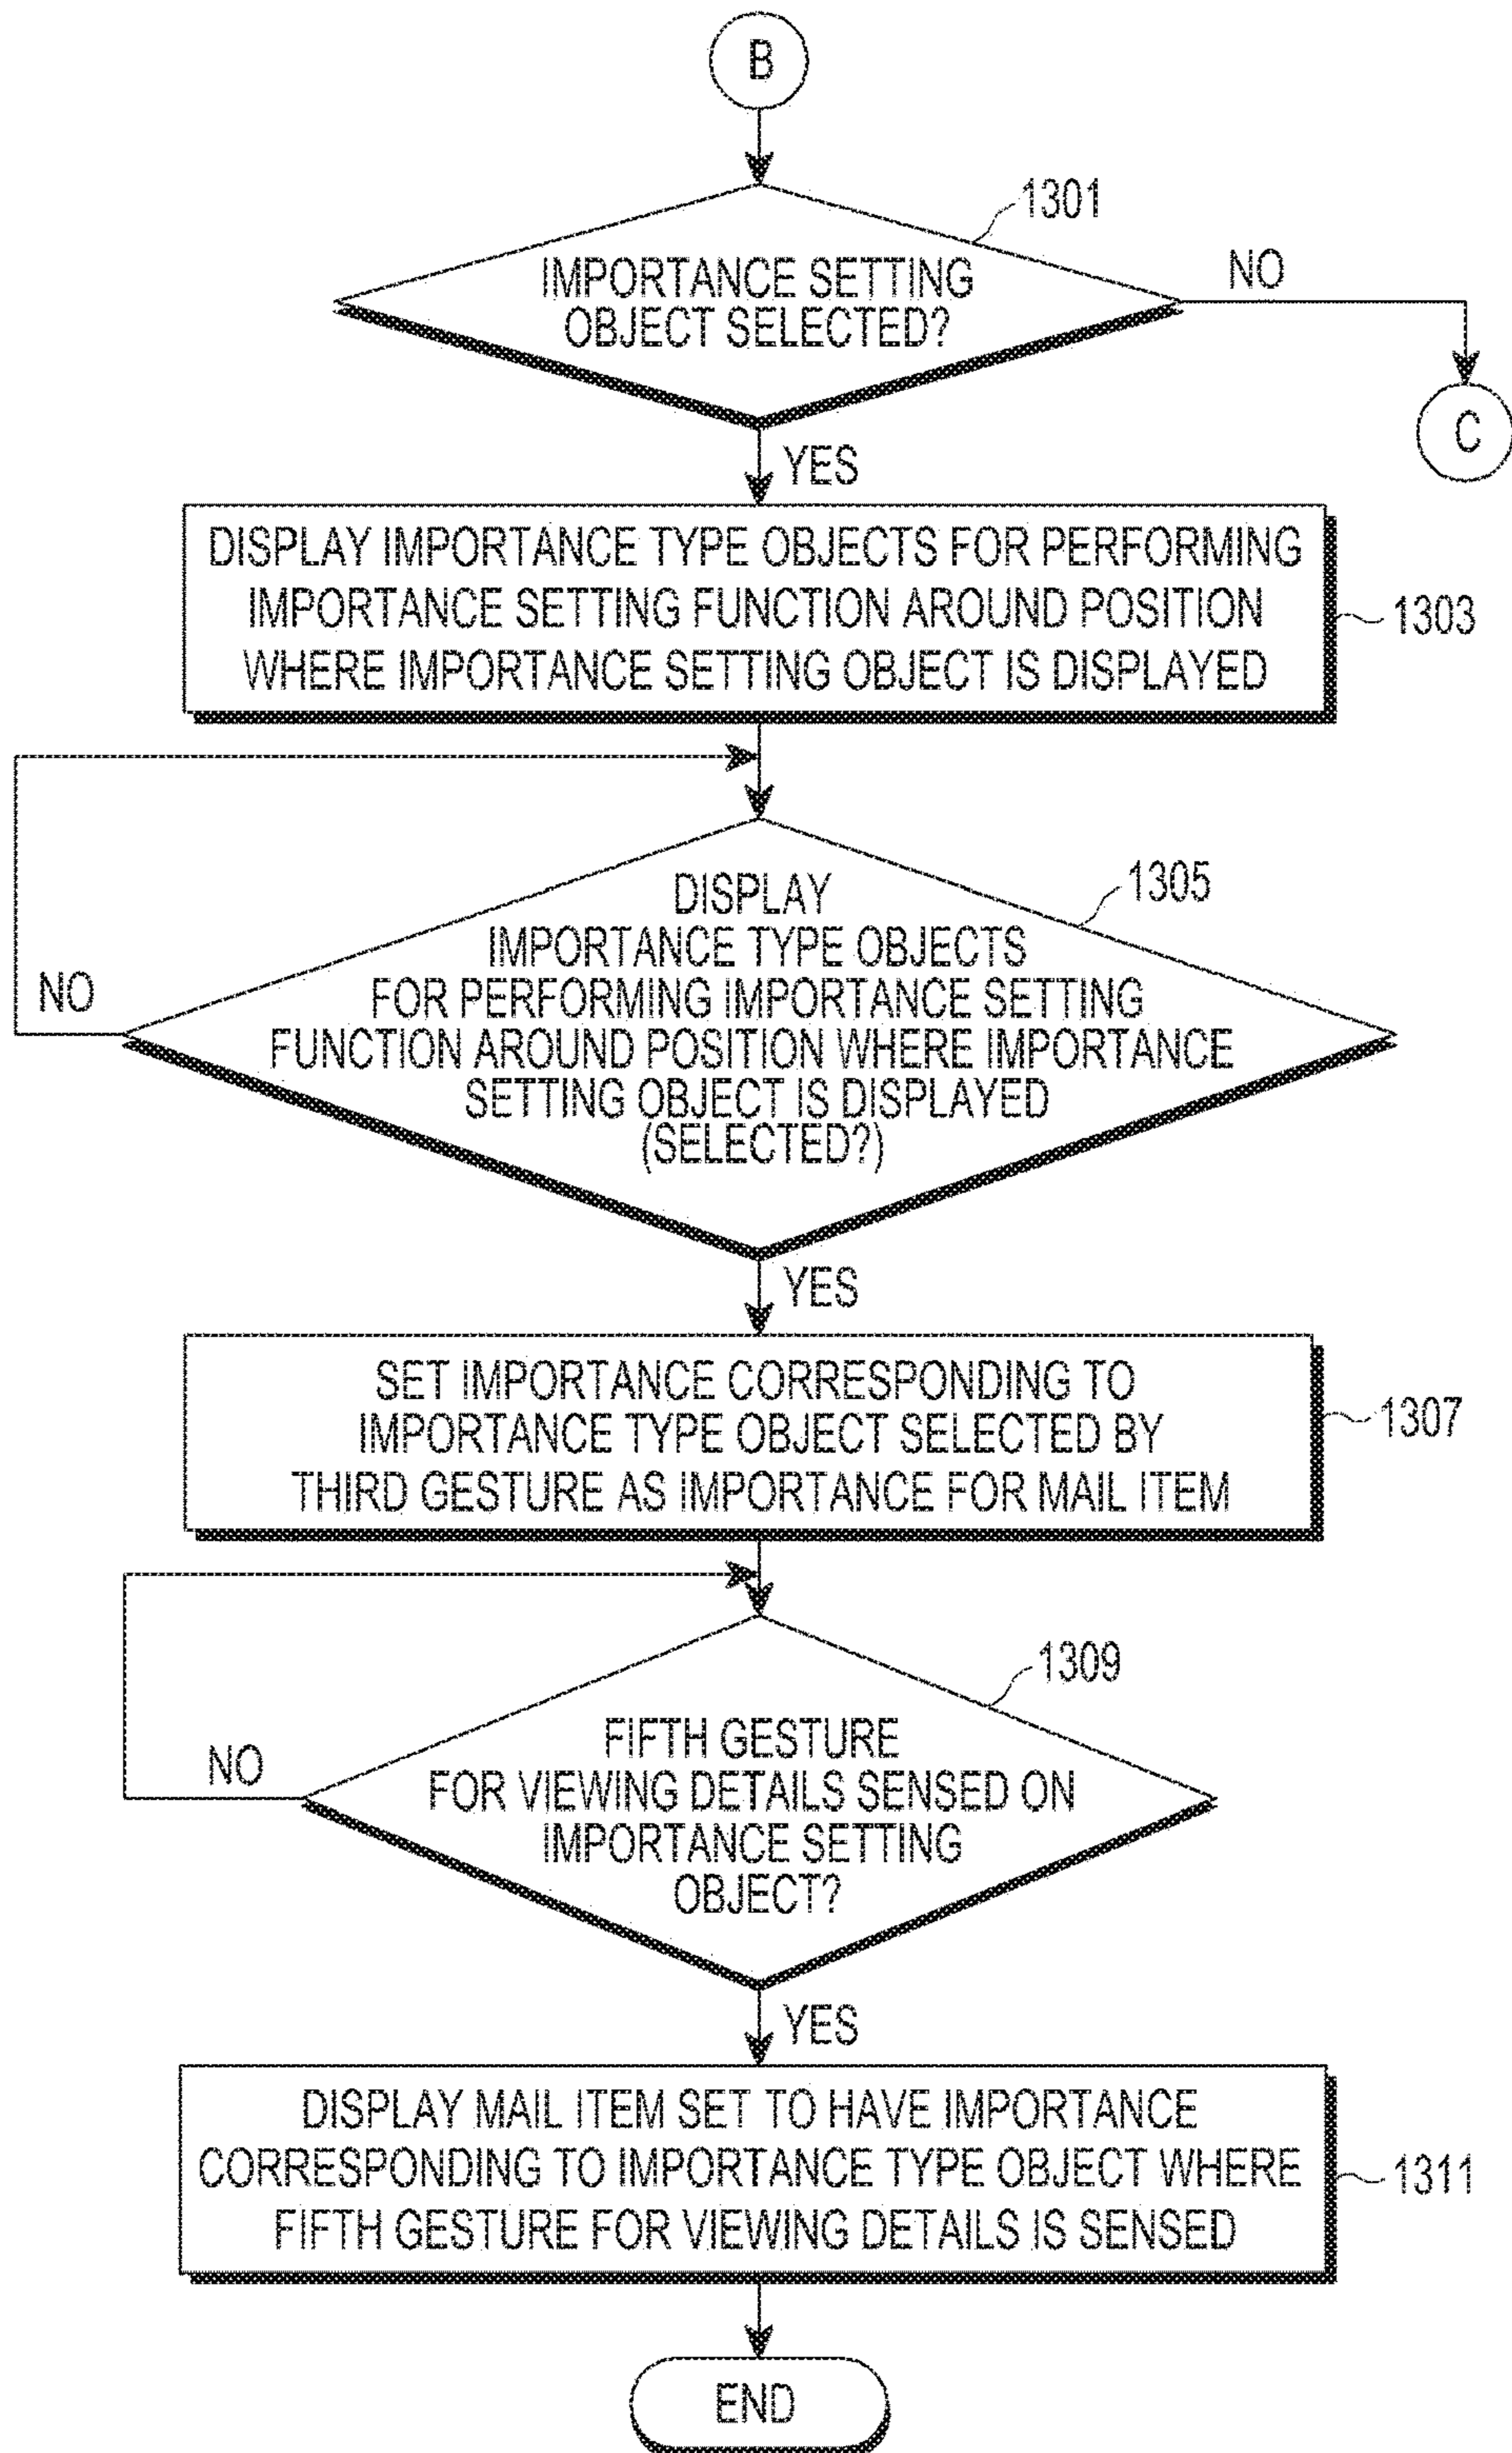 B
1301
IMPORTANCE SETTING
OBJECT SELECTED?
NO
C
YES
DISPLAY IMPORTANCE TYPE OBJECTS FOR PERFORMING
IMPORTANCE SETTING FUNCTION AROUND POSITION
WHERE IMPORTANCE SETTING OBJECT IS DISPLAYED
1303
1305
DISPLAY
IMPORTANCE TYPE OBJECTS
FOR PERFORMING IMPORTANCE SETTING
FUNCTION AROUND POSITION WHERE IMPORTANCE
SETTING OBJECT IS DISPLAYED
(SELECTED?)
NO
YES
SET IMPORTANCE CORRESPONDING TO
IMPORTANCE TYPE OBJECT SELECTED BY
THIRD GESTURE AS IMPORTANCE FOR MAIL ITEM
1307
1309
FIFTH GESTURE
FOR VIEWING DETAILS SENSED ON
IMPORTANCE SETTING
OBJECT?
NO
YES
DISPLAY MAIL ITEM SET TO HAVE IMPORTANCE
CORRESPONDING TO IMPORTANCE TYPE OBJECT WHERE
FIFTH GESTURE FOR VIEWING DETAILS IS SENSED
1311
END